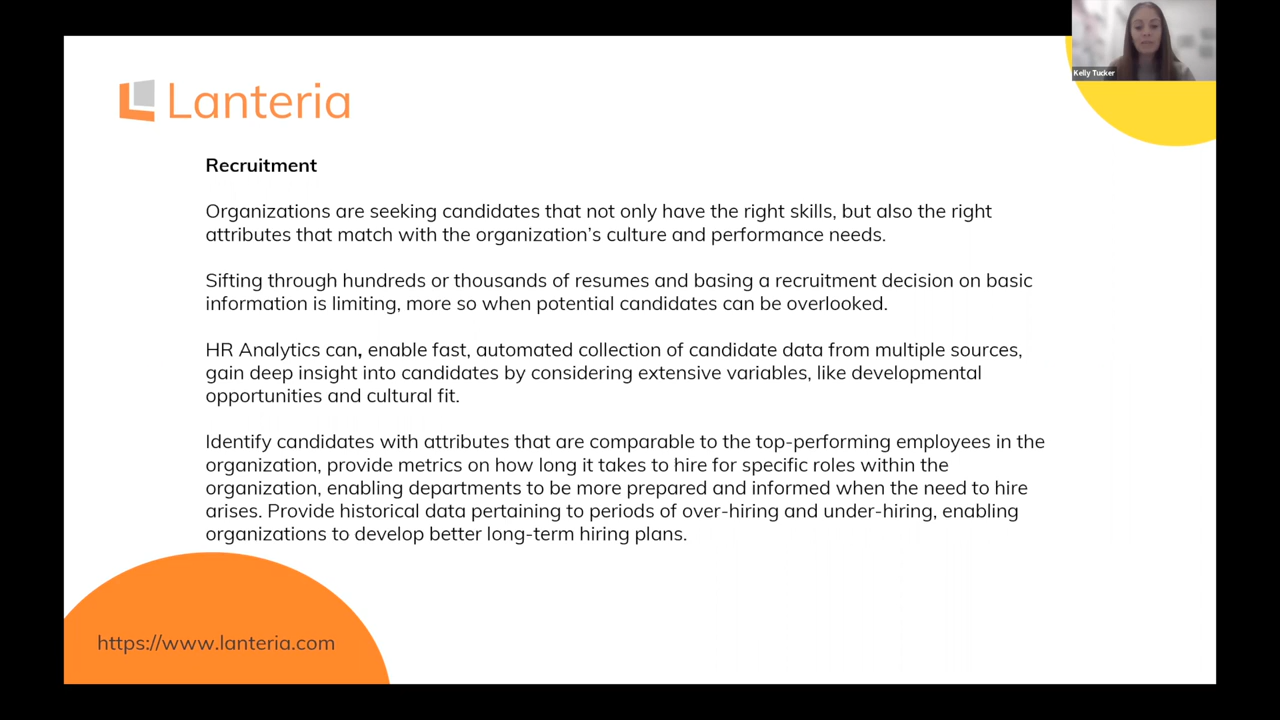 Kelly Tucker
Lanteria
Recruitment
Organizations are seeking candidates that not only have the right skills, but also the right
attributes that match with the organization’s culture and performance needs.
Sifting through hundreds or thousands of resumes and basing a recruitment decision on basic
information is limiting, more so when potential candidates can be overlooked.
HR Analytics can, enable fast, automated collection of candidate data from multiple sources,
gain deep insight into candidates by considering extensive variables, like developmental
opportunities and cultural fit.
Identify candidates with attributes that are comparable to the top-performing employees in the
organization, provide metrics on how long it takes to hire for specific roles within the
organization, enabling departments to be more prepared and informed when the need to hire
arises. Provide historical data pertaining to periods of over-hiring and under-hiring, enabling
organizations to develop better long-term hiring plans.
https://www.lanteria.com